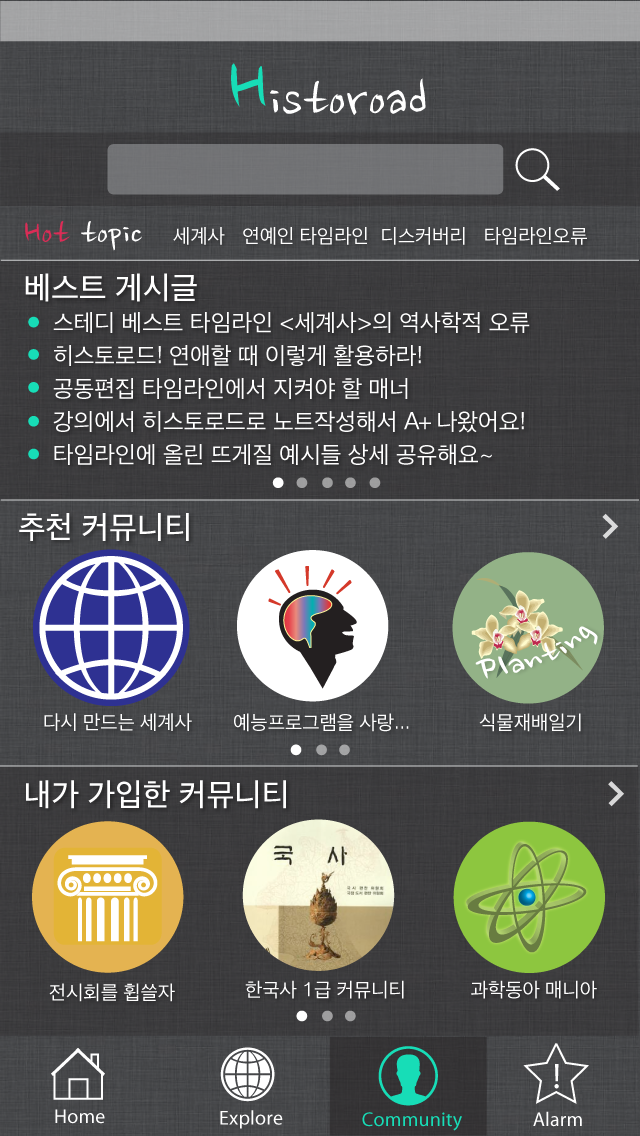 Historoad
Hot topic 세계사 연예인 타임라인 디스커버리 타임라인오류
베스트 게시글
스테디 베스트 타임라인 <세계사>의 역사학적 오류
히스토로드! 연애할 때 이렇게 활용하라!
공동편집 타임라인에서 지켜야 할 매너
강의에서 히스토로드로 노트작성해서 A+ 나왔어요!
타임라인에 올린 뜨게질 예시들 상세 공유해요~
추천 커뮤니티
Planting
다시 만드는 세계사 예능프로그램을 사랑... 식물재배일기
내가 가입한 커뮤니티
국 사
전시회를 휩쓸자 한국사 1급 커뮤니티 과학동아 매니아
Home Explore Community Alarm